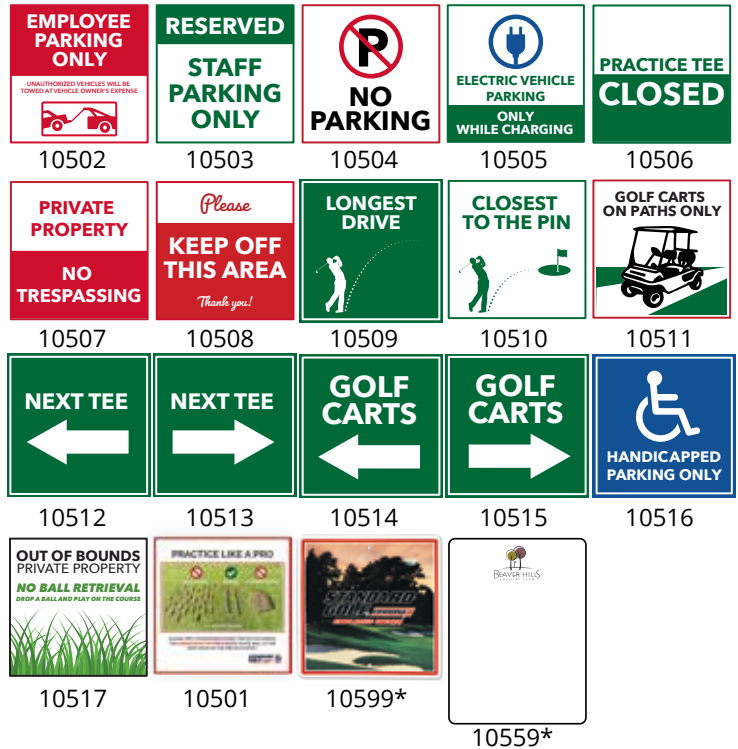 EMPLOYEE
PARKING
ONLY
UNAUTHORIZED VEHICLES WILL BE
TOWED AT VEHICLE OWNER'S EXPENSE
10502
RESERVED
STAFF
PARKING
ONLY
10503
P
NO
PARKING
10504
ELECTRIC VEHICLE
PARKING
ONLY
WHILE CHARGING
10505
PRACTICE TEE
CLOSED
10506
PRIVATE
PROPERTY
NO
TRESPASSING
10507
Please
KEEP OFF
THIS AREA
Thank you!
10508
LONGEST
DRIVE
10509
CLOSEST
TO THE PIN
10510
GOLF CARTS
ON PATHS ONLY
10511
NEXT TEE
10512
NEXT TEE
10513
GOLF
CARTS
10514
GOLF
CARTS
10515
HANDICAPPED
PARKING ONLY
10516
OUT OF BOUNDS
PRIVATE PROPERTY
NO BALL RETRIEVAL
DROP A BALL AND PLAY ON THE COURSE
10517
PRACTICE LIKE A PRO
10501
STANDARD
GOLF
10599*
BEAVER HILLS
COUNTRY CLUB
10559*